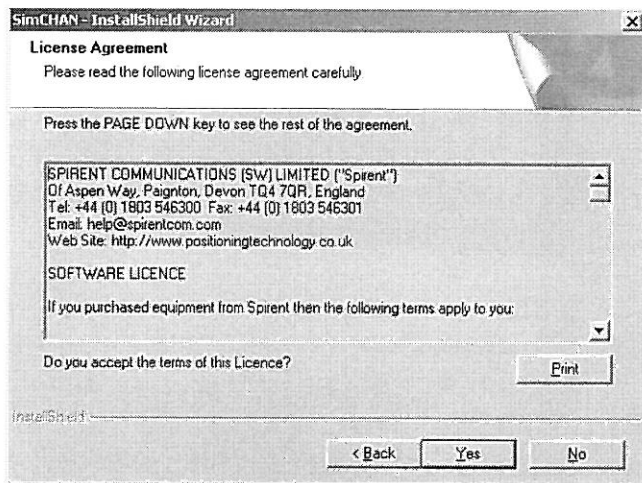 SimCHAN - InstallShield Wizard
License Agreement
Please read the following license agreement carefully
Press the PAGE DOWN key to see the rest of the agreement.
SPIRENT COMMUNICATIONS (SW) LIMITED ("Spirent")
Of Aspen Way, Paignton, Devon TQ4 7QR, England
Tel: +44 (0) 1803 546300 Fax: +44 (0) 1803 546301
Email: help@spirentcom.com
Web Site: http://www.positioningtechnology.co.uk
SOFTWARE LICENCE
If you purchased equipment from Spirent then the following terms apply to you:
Do you accept the terms of this Licence?
Print
InstallShield
< Back
Yes
No